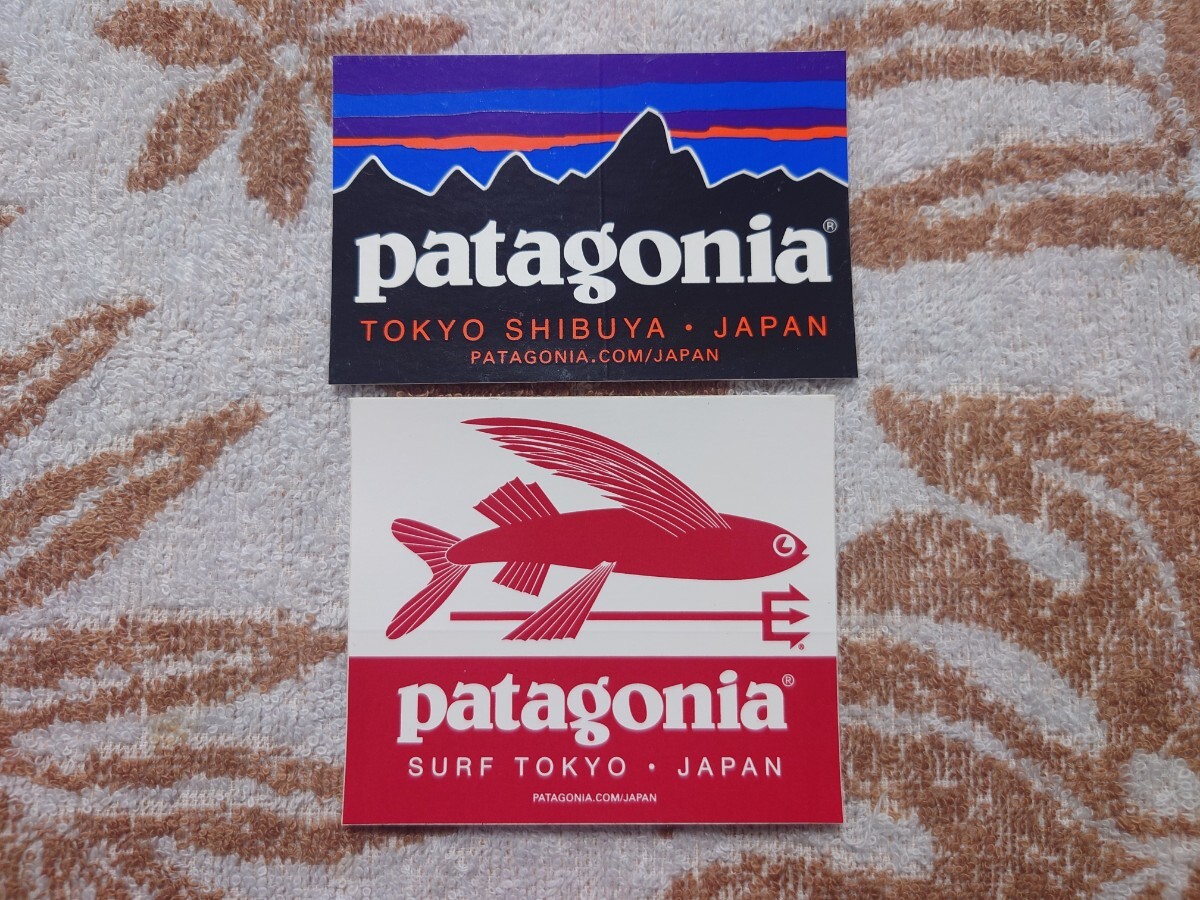 patagonia®
TOKYO SHIBUYA・JAPAN
PATAGONIA.COM/JAPAN
®
patagonia®
SURF TOKYO・JAPAN
PATAGONIA.COM/JAPAN